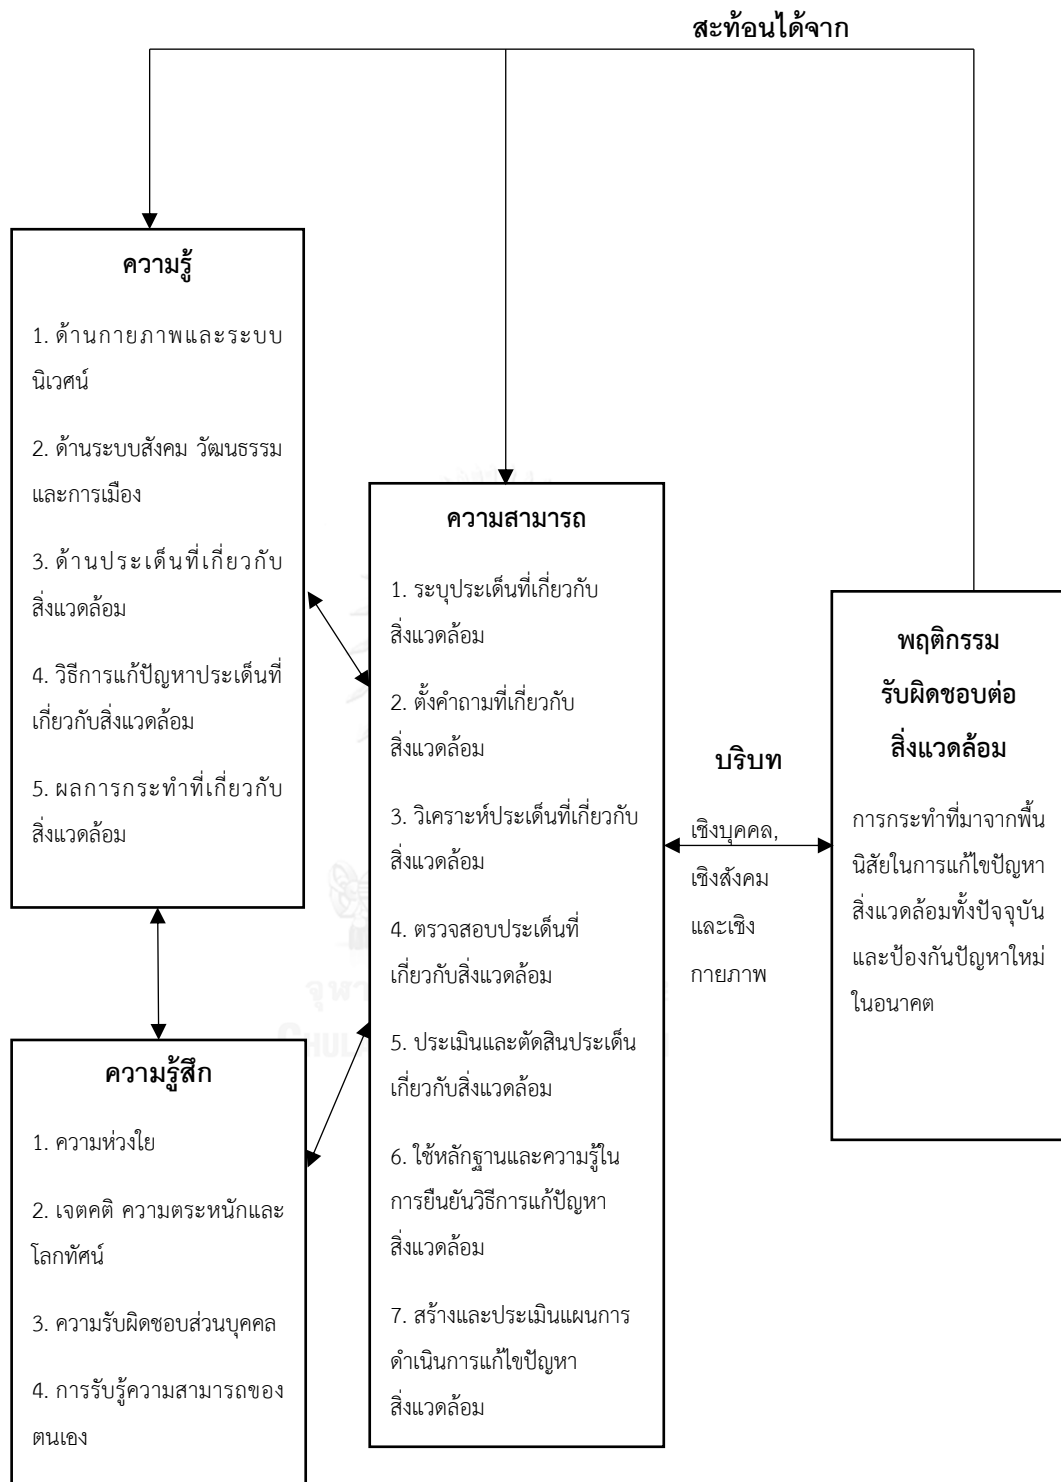 สะท้อนได้จาก
ความรู้
1. ด้านกายภาพและระบบ
นิเวศน์
2. ด้านระบบสังคม วัฒนธรรม
และการเมือง
3. ด้านประเด็นที่เกี่ยวกับ
สิ่งแวดล้อม
4. วิธีการแก้ปัญหาประเด็นที่
เกี่ยวกับสิ่งแวดล้อม
5. ผลการกระทำที่เกี่ยวกับ
สิ่งแวดล้อม
ความรู้สึก
1. ความห่วงใย
2. เจตคติ ความตระหนักและ
โลกทัศน์
3. ความรับผิดชอบส่วนบุคคล
4. การรับรู้ความสามารถของ
ตนเอง
ความสามารถ
1. ระบุประเด็นที่เกี่ยวกับ
สิ่งแวดล้อม
2. ตั้งคำถามที่เกี่ยวกับ
สิ่งแวดล้อม
3. วิเคราะห์ประเด็นที่เกี่ยวกับ
สิ่งแวดล้อม
4. ตรวจสอบประเด็นที่
เกี่ยวกับสิ่งแวดล้อม
5. ประเมินและตัดสินประเด็น
เกี่ยวกับสิ่งแวดล้อม
6. ใช้หลักฐานและความรู้ใน
การยืนยันวิธีการแก้ปัญหา
สิ่งแวดล้อม
7. สร้างและประเมินแผนการ
ดำเนินการแก้ไขปัญหา
สิ่งแวดล้อม
บริบท
เชิงบุคคล,
เชิงสังคม
และเชิง
กายภาพ
พฤติกรรม
รับผิดชอบต่อ
สิ่งแวดล้อม
การกระทำที่มาจากพื้น
นิสัยในการแก้ไขปัญหา
สิ่งแวดล้อมทั้งปัจจุบัน
และป้องกันปัญหาใหม่
ในอนาคต